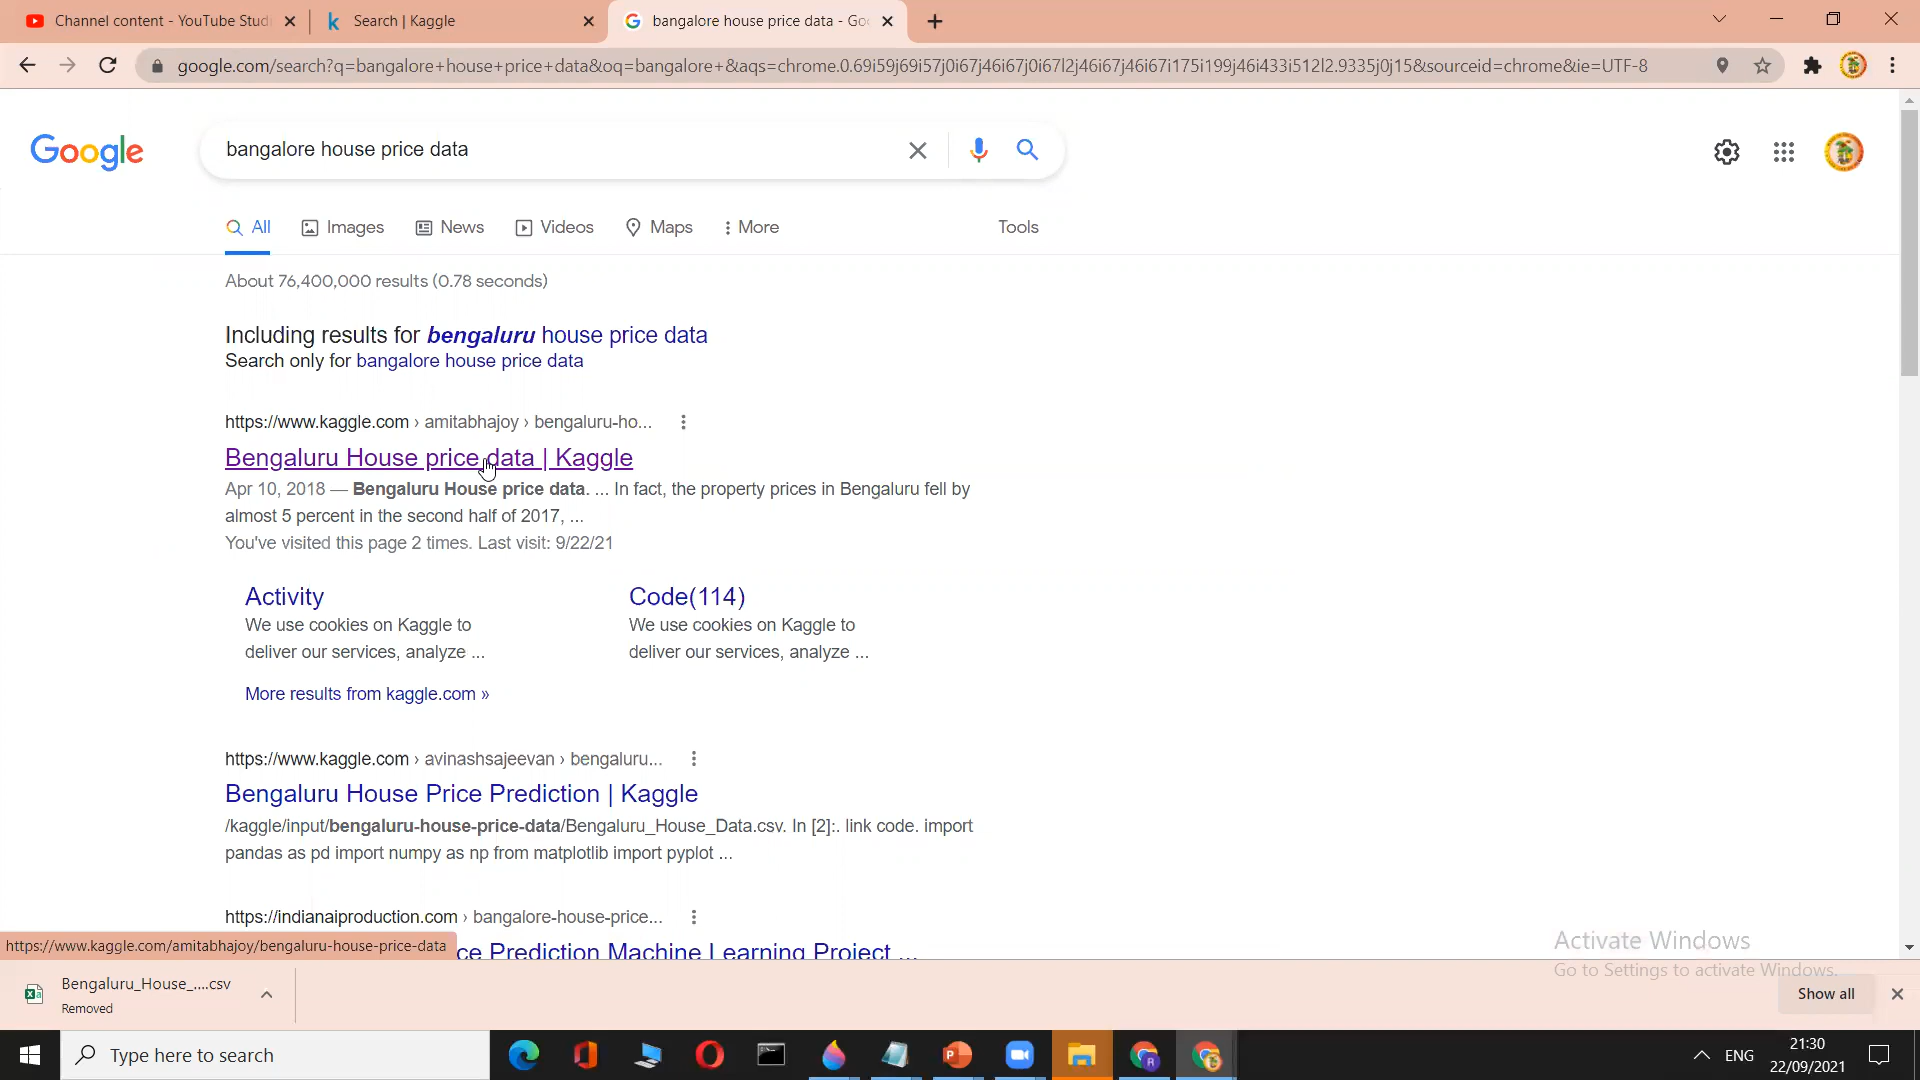 Channel content - YouTube Stud
Search | Kaggle
bangalore house price data - Goo
google.com/search?q=bangalore+house+price+data&oq=bangalore+&aqs=chrome.0.69i59j69i57j0i67j46i67j0i67l2j46i67j46i67i175i199j46i433i512l2.9335j0j15&sourceid=chrome&ie=UTF-8
Google
bangalore house price data
All Images News Videos Maps More Tools
About 76,400,000 results (0.78 seconds)
Including results for bengaluru house price data
Search only for bangalore house price data
https://www.kaggle.com › amitabhajoy › bengaluru-ho...
Bengaluru House price data | Kaggle
Apr 10, 2018 — Bengaluru House price data. ... In fact, the property prices in Bengaluru fell by
almost 5 percent in the second half of 2017, ...
You've visited this page 2 times. Last visit: 9/22/21
Activity
We use cookies on Kaggle to
deliver our services, analyze ...
Code(114)
We use cookies on Kaggle to
deliver our services, analyze ...
More results from kaggle.com »
https://www.kaggle.com › avinashsajeevan › bengaluru...
Bengaluru House Price Prediction | Kaggle
/kaggle/input/bengaluru-house-price-data/Bengaluru_House_Data.csv. In [2]:. link code. import
pandas as pd import numpy as np from matplotlib import pyplot ...
https://indianaiproduction.com › bangalore-house-price...
ce Prediction Machine Learning Project ...
https://www.kaggle.com/amitabhajoy/bengaluru-house-price-data
Activate Windows
Go to Settings to activate Windows.
Bengaluru_House_....csv
Removed
Show all
Type here to search
ENG
21:30
22/09/2021